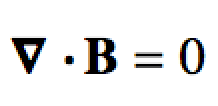 ∇ · B = 0